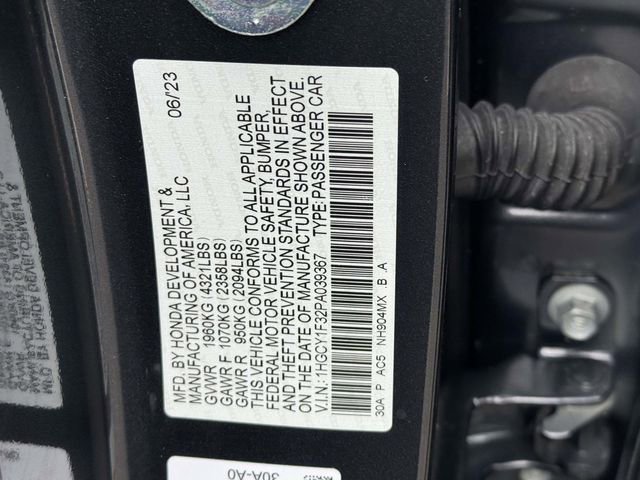 MFD. BY HONDA DEVELOPMENT & 06/23
MANUFACTURING OF AMERICA, LLC
GVWR 1960KG (4321LBS)
GAWR F 1070KG (2358LBS)
GAWR R 950KG (2094LBS)
THIS VEHICLE CONFORMS TO ALL APPLICABLE
FEDERAL MOTOR VEHICLE SAFETY, BUMPER,
AND THEFT PREVENTION STANDARDS IN EFFECT
ON THE DATE OF MANUFACTURE SHOWN ABOVE.
V.I.N.: 1HGCY1F32PA039367 TYPE: PASSENGER CAR
30A P AC5 NH904MX .B .A
30A-A0